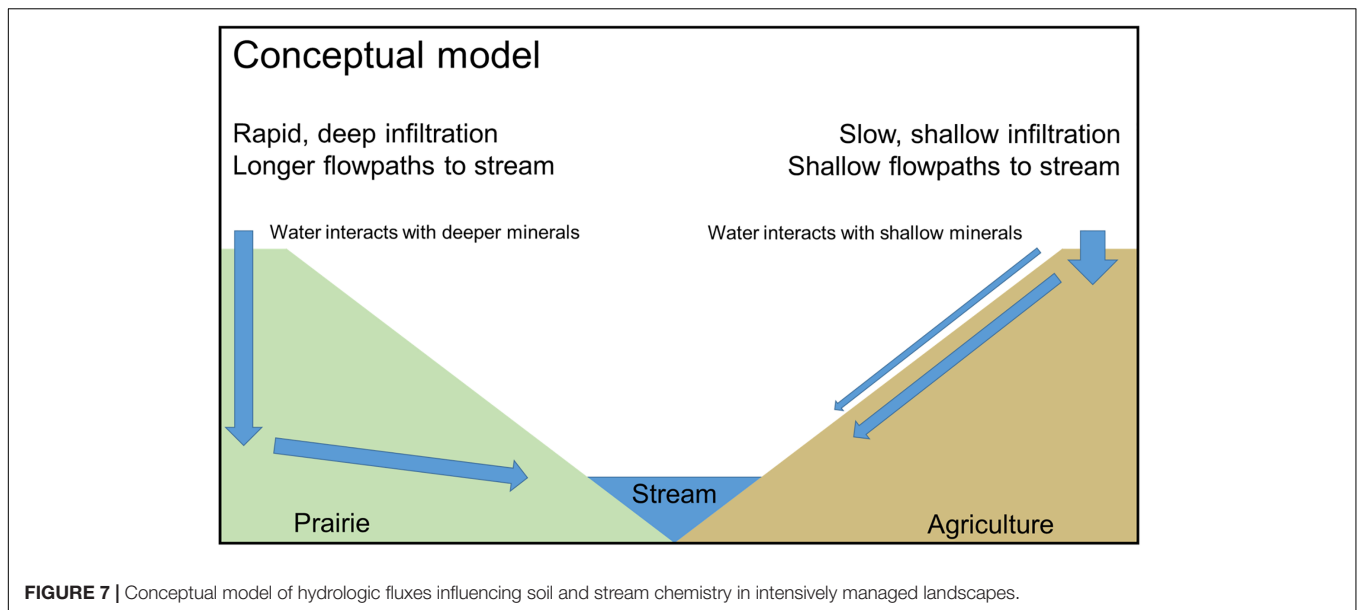 Conceptual model
Rapid, deep infiltration
Longer flowpaths to stream
Slow, shallow infiltration
Shallow flowpaths to stream
Water interacts with deeper minerals
Water interacts with shallow minerals
Stream
Prairie
Agriculture
FIGURE 7 | Conceptual model of hydrologic fluxes influencing soil and stream chemistry in intensively managed landscapes.